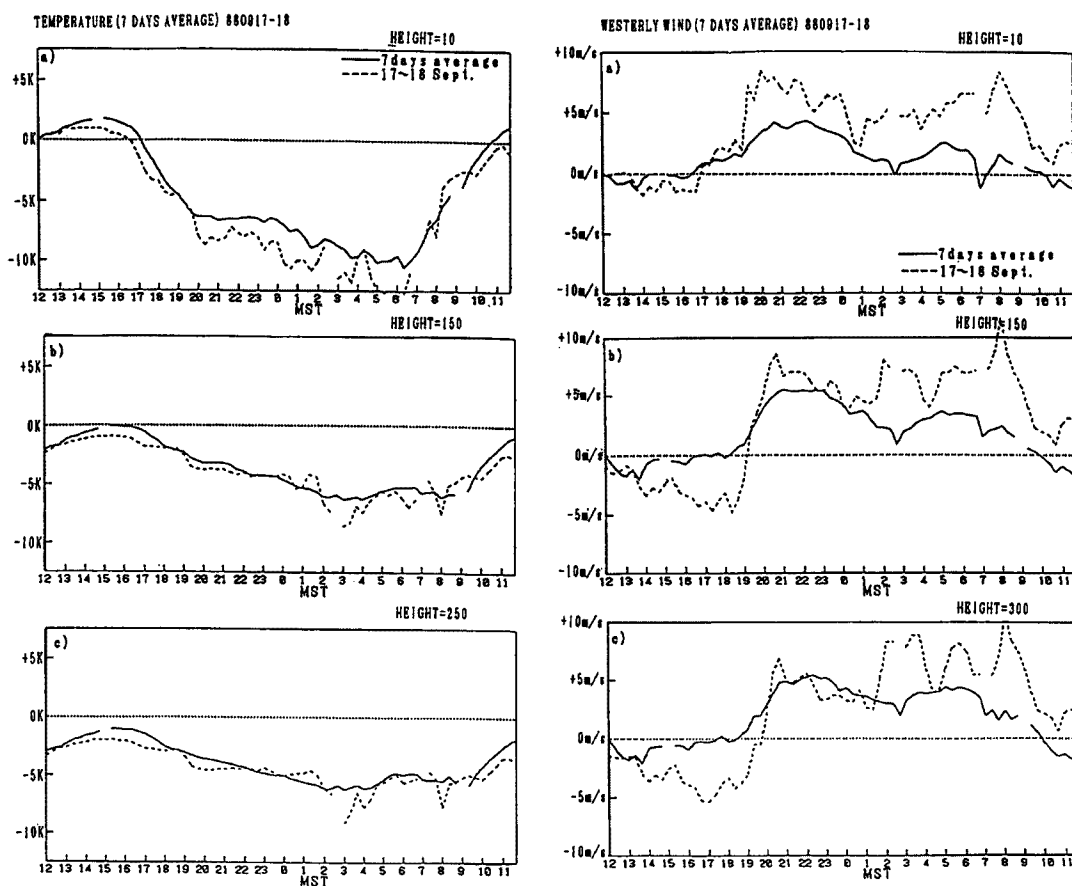 TEMPERATURE (7 DAYS AVERAGE) 880917-18
HEIGHT=10
a)
7days average
17~18 Sept.
+5K
0K
-5K
-10K
12 13 14 15 16 17 18 19 20 21 22 23 0 1 2 3 4 5 6 7 8 9 10 11
MST
HEIGHT=150
b)
+5K
0K
-5K
-10K
12 13 14 15 16 17 18 19 20 21 22 23 0 1 2 3 4 5 6 7 8 9 10 11
MST
HEIGHT=250
c)
+5K
0K
-5K
-10K
12 13 14 15 16 17 18 19 20 21 22 23 0 1 2 3 4 5 6 7 8 9 10 11
MST
WESTERLY WIND (7 DAYS AVERAGE) 880917-18
HEIGHT=10
+10m/s
a)
+5m/s
0m/s
-5m/s
-10m/s
7days average
17~18 Sept.
12 13 14 15 16 17 18 19 20 21 22 23 0 1 2 3 4 5 6 7 8 9 10 11
MST
HEIGHT=150
+10m/s
b)
+5m/s
0m/s
-5m/s
-10m/s
12 13 14 15 16 17 18 19 20 21 22 23 0 1 2 3 4 5 6 7 8 9 10 11
MST
HEIGHT=300
+10m/s
c)
+5m/s
0m/s
-5m/s
-10m/s
12 13 14 15 16 17 18 19 20 21 22 23 0 1 2 3 4 5 6 7 8 9 10 11
MST